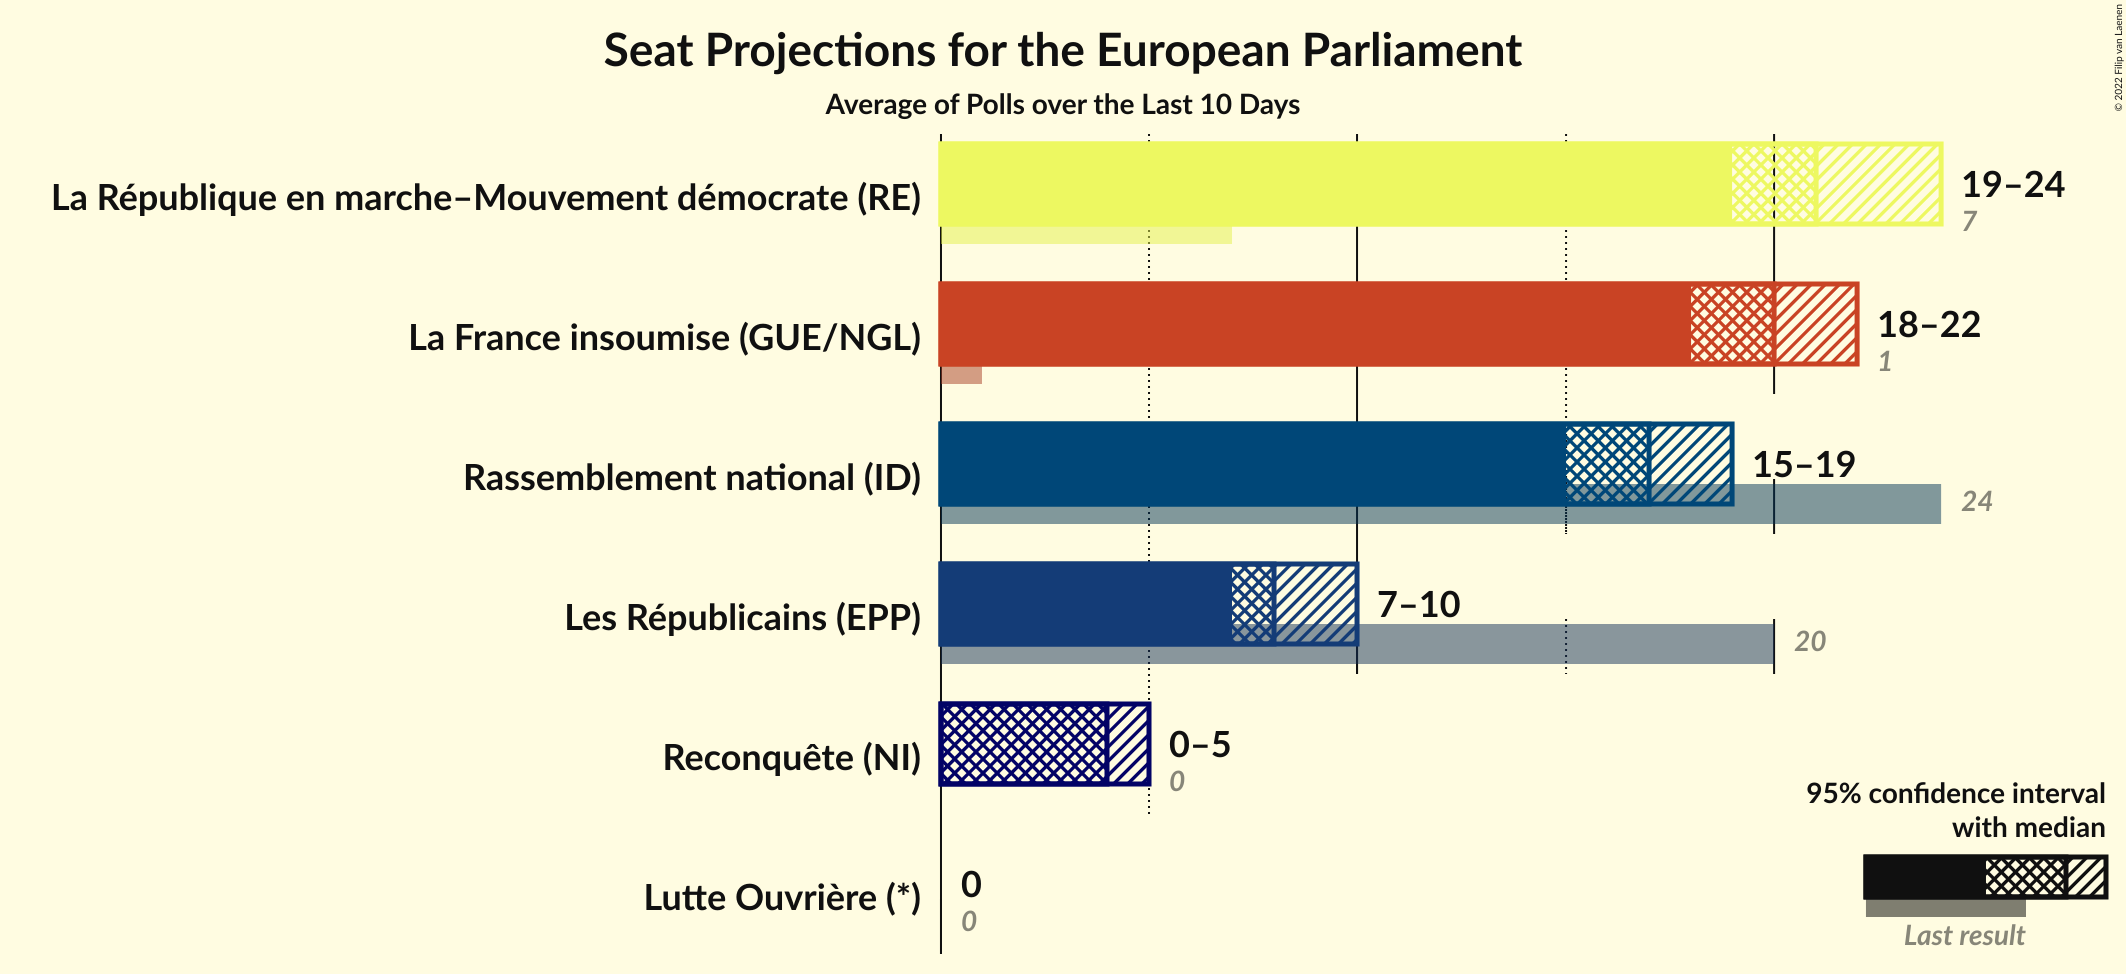 Seat Projections for the European Parliament
Average of Polls over the Last 10 Days
© 2022 Filip van Laenen
La République en marche–Mouvement démocrate (RE)
19–24
7
La France insoumise (GUE/NGL)
18–22
1
Rassemblement national (ID)
15–19
24
Les Républicains (EPP)
7–10
20
Reconquête (NI)
0–5
0
Lutte Ouvrière (*)
0
0
95% confidence interval
with median
Last result